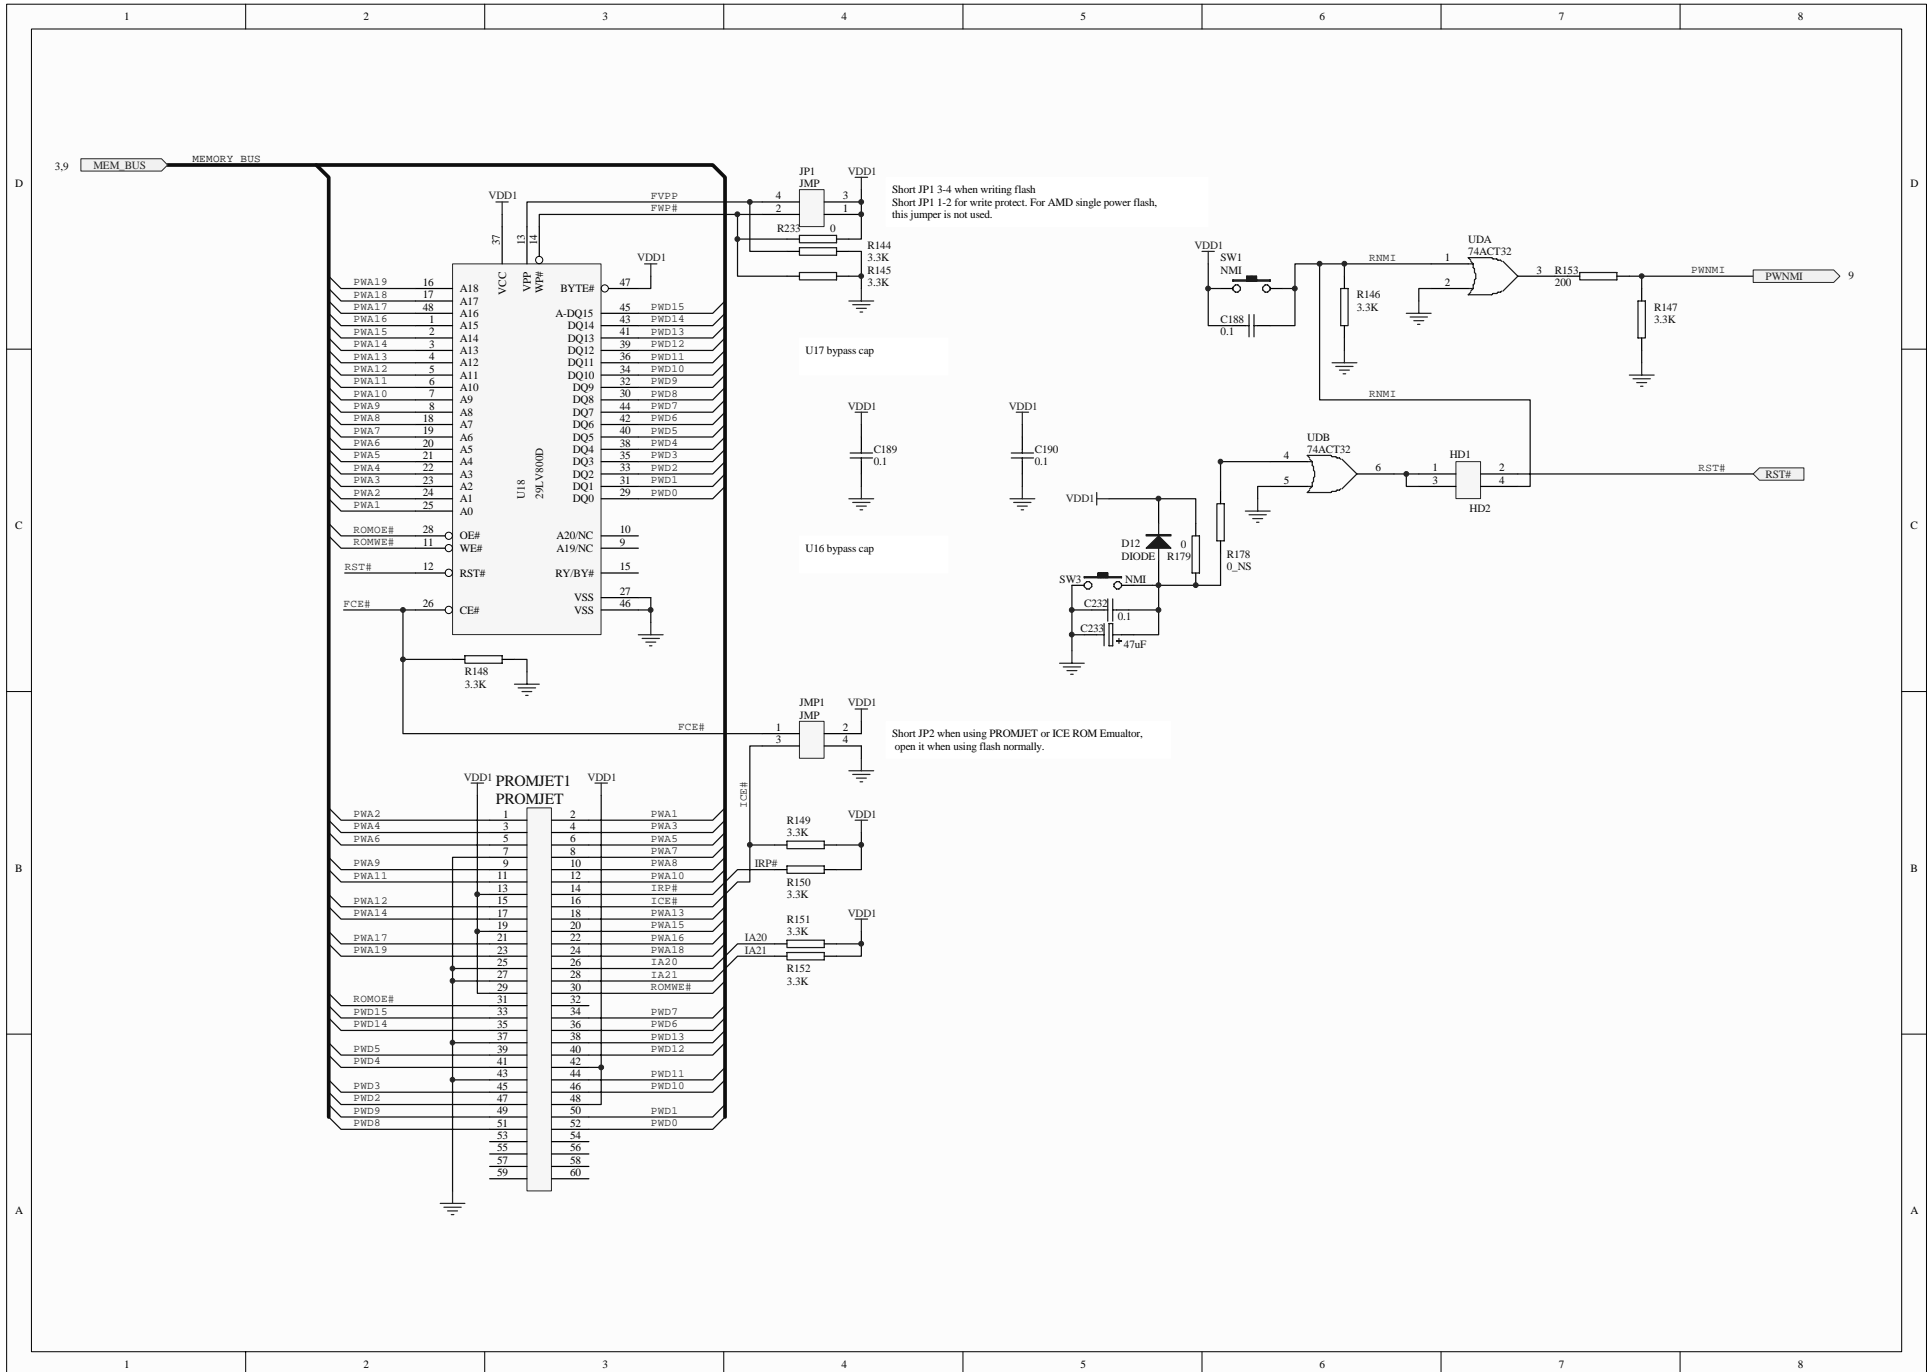 1 2 3 4 5 6 7 8
D
D
C
C
B
B
A
A
3,9 MEM_BUS MEMORY BUS
VDD1
37
13
14
VCC
VPP
WP#
FVPP
FWP#
JP1
JMP
VDD1
4 3
2 1
R233 0
R144
3.3K
R145
3.3K
Short JP1 3-4 when writing flash
Short JP1 1-2 for write protect. For AMD single power flash,
this jumper is not used.
VDD1
BYTE# 47
PWA19 16 A18
PWA18 17 A17
PWA17 48 A16
PWA16 1 A15
PWA15 2 A14
PWA14 3 A13
PWA13 4 A12
PWA12 5 A11
PWA11 6 A10
PWA10 7 A9
PWA9 8 A8
PWA8 18 A7
PWA7 19 A6
PWA6 20 A5
PWA5 21 A4
PWA4 22 A3
PWA3 23 A2
PWA2 24 A1
PWA1 25 A0
ROMOE# 28 OE#
ROMWE# 11 WE#
RST# 12 RST#
FCE# 26 CE#
U18
29LV800D
A-DQ15 45 PWD15
DQ14 43 PWD14
DQ13 41 PWD13
DQ12 39 PWD12
DQ11 36 PWD11
DQ10 34 PWD10
DQ9 32 PWD9
DQ8 30 PWD8
DQ7 44 PWD7
DQ6 42 PWD6
DQ5 40 PWD5
DQ4 38 PWD4
DQ3 35 PWD3
DQ2 33 PWD2
DQ1 31 PWD1
DQ0 29 PWD0
A20/NC 10
A19/NC 9
RY/BY# 15
VSS 27
VSS 46
R148
3.3K
U17 bypass cap
VDD1
C189
0.1
VDD1
C190
0.1
U16 bypass cap
VDD1
SW1
NMI
C188
0.1
RNMI
R146
3.3K
UDA
74ACT32
1
2
3
R153
200
PWNMI
R147
3.3K
PWNMI 9
RNMI
UDB
74ACT32
4
5
6
HD1
1 2
3 4
HD2
RST#
RST#
VDD1
D12
DIODE
0
R179
R178
0_NS
SW3 NMI
C232
0.1
C233
+
47uF
FCE#
JMP1
JMP
VDD1
1 2
3 4
Short JP2 when using PROMJET or ICE ROM Emualtor,
open it when using flash normally.
ICE#
VDD1 PROMJET1 VDD1
PROMJET
PWA2 1 2 PWA1
PWA4 3 4 PWA3
PWA6 5 6 PWA5
7 8 PWA7
PWA9 9 10 PWA8
PWA11 11 12 PWA10
13 14 IRP#
PWA12 15 16 ICE#
PWA14 17 18 PWA13
19 20 PWA15
PWA17 21 22 PWA16
PWA19 23 24 PWA18
25 26 IA20
27 28 IA21
29 30 ROMWE#
ROMOE# 31 32
PWD15 33 34 PWD7
PWD14 35 36 PWD6
37 38 PWD13
PWD5 39 40 PWD12
PWD4 41 42
43 44 PWD11
PWD3 45 46 PWD10
PWD2 47 48
PWD9 49 50 PWD1
PWD8 51 52 PWD0
53 54
55 56
57 58
59 60
R149
3.3K
VDD1
IRP#
R150
3.3K
R151
3.3K
VDD1
IA20
IA21
R152
3.3K
1 2 3 4 5 6 7 8